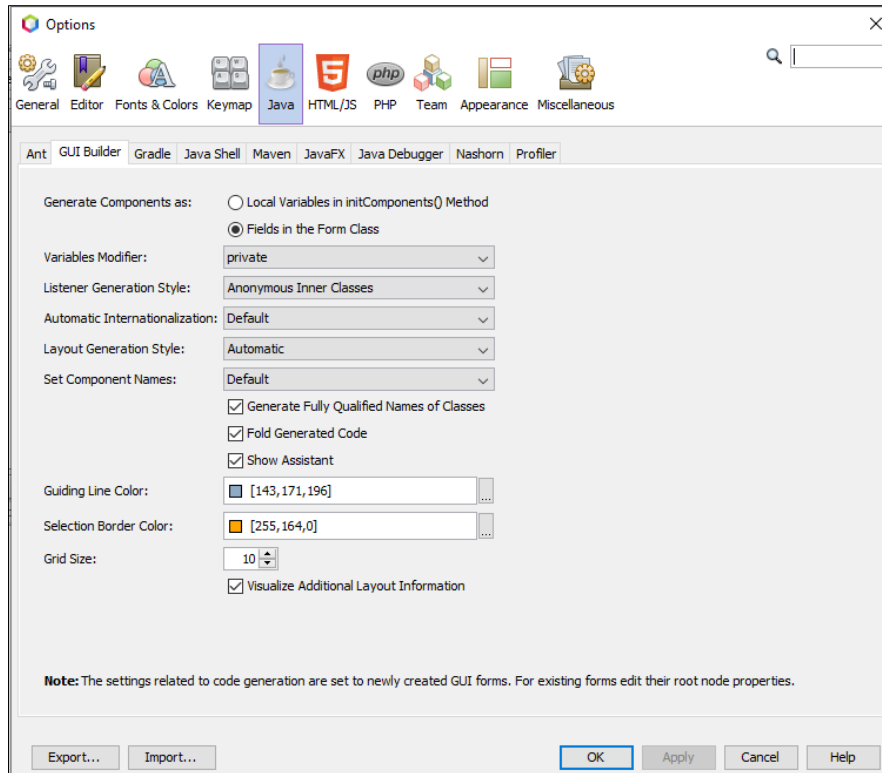 Options
General Editor Fonts & Colors Keymap Java HTML/JS PHP Team Appearance Miscellaneous
Ant GUI Builder Gradle Java Shell Maven JavaFX Java Debugger Nashorn Profiler
Generate Components as: Local Variables in initComponents() Method
Fields in the Form Class
Variables Modifier: private
Listener Generation Style: Anonymous Inner Classes
Automatic Internationalization: Default
Layout Generation Style: Automatic
Set Component Names: Default
Generate Fully Qualified Names of Classes
Fold Generated Code
Show Assistant
Guiding Line Color: [143,171,196] ...
Selection Border Color: [255,164,0] ...
Grid Size: 10
Visualize Additional Layout Information
Note: The settings related to code generation are set to newly created GUI forms. For existing forms edit their root node properties.
Export... Import... OK Apply Cancel Help